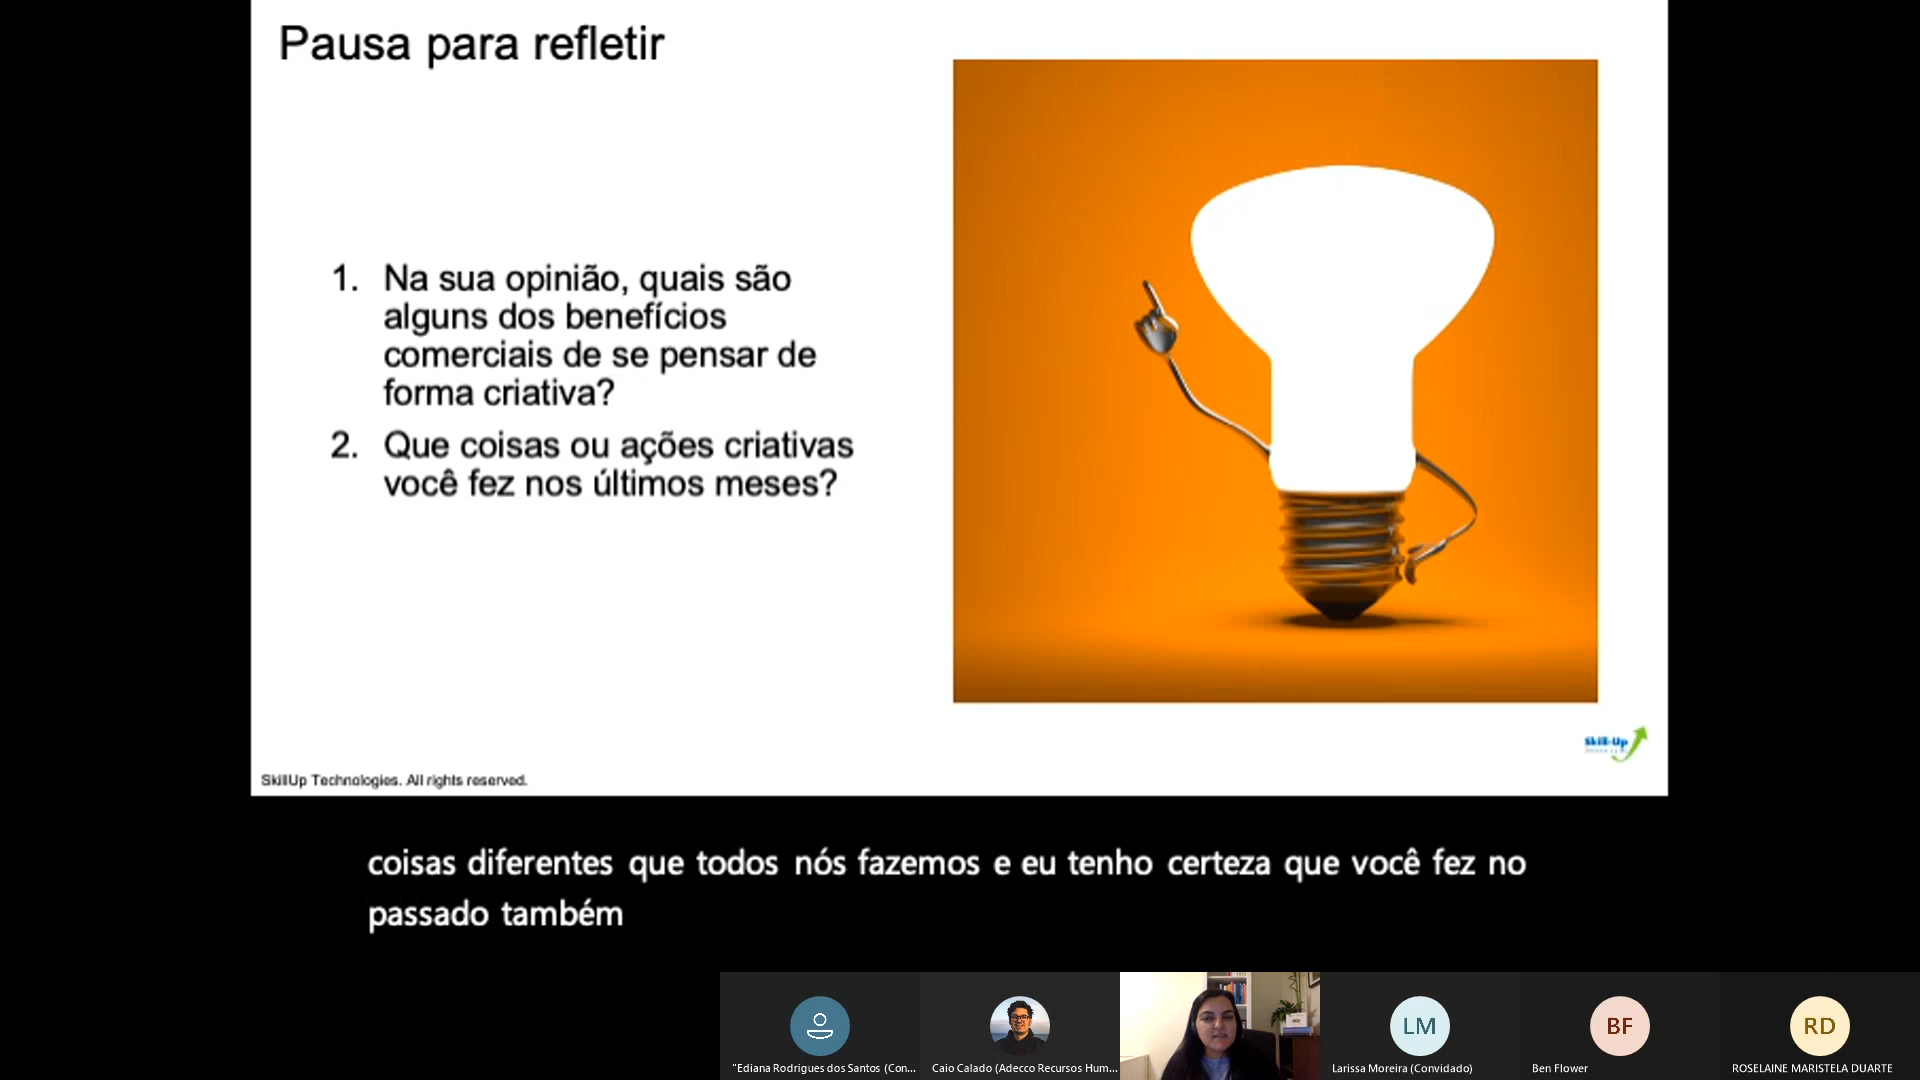 Pausa para refletir
1. Na sua opinião, quais são
alguns dos benefícios
comerciais de se pensar de
forma criativa?
2. Que coisas ou ações criativas
você fez nos últimos meses?
Skill-Up
SkillUp Technologies. All rights reserved.
coisas diferentes que todos nós fazemos e eu tenho certeza que você fez no
passado também
LM
BF
RD
"Ediana Rodrigues dos Santos (Con...
Caio Calado (Adecco Recursos Hum...
Larissa Moreira (Convidado)
Ben Flower
ROSELAINE MARISTELA DUARTE